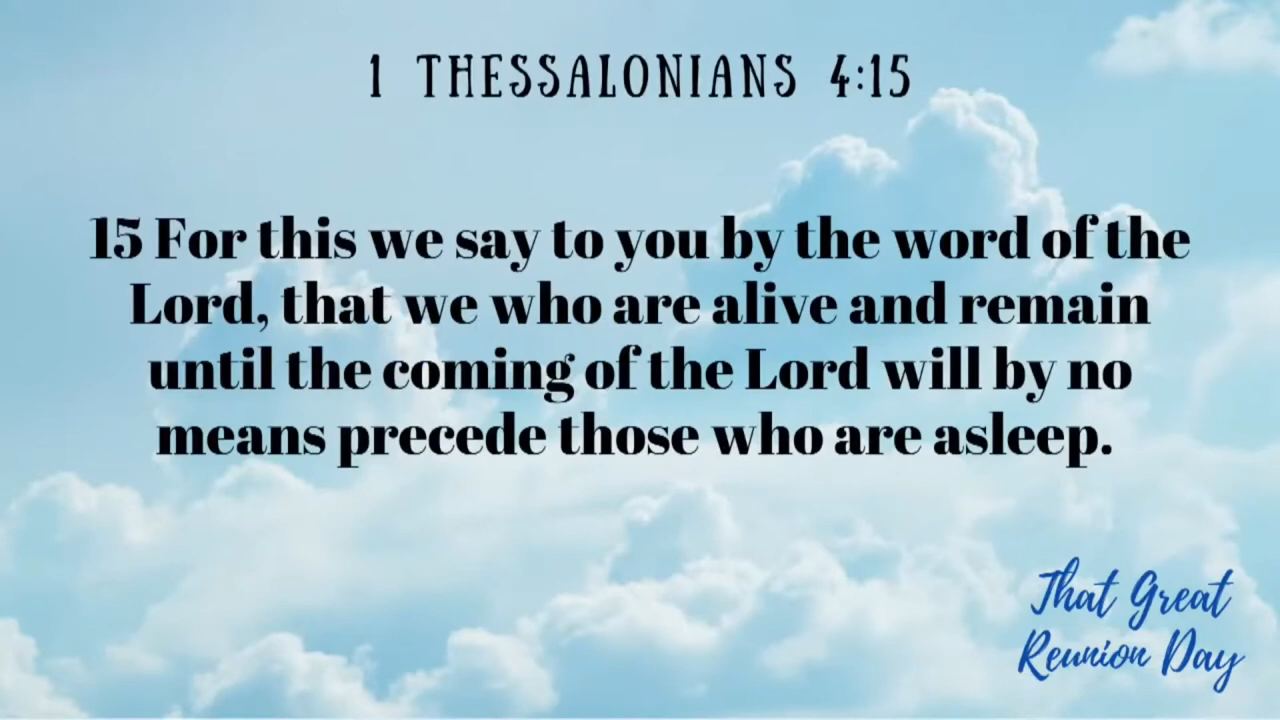 1 THESSALONIANS 4:15
15 For this we say to you by the word of the
Lord, that we who are alive and remain
until the coming of the Lord will by no
means precede those who are asleep.
That Great
Reunion Day